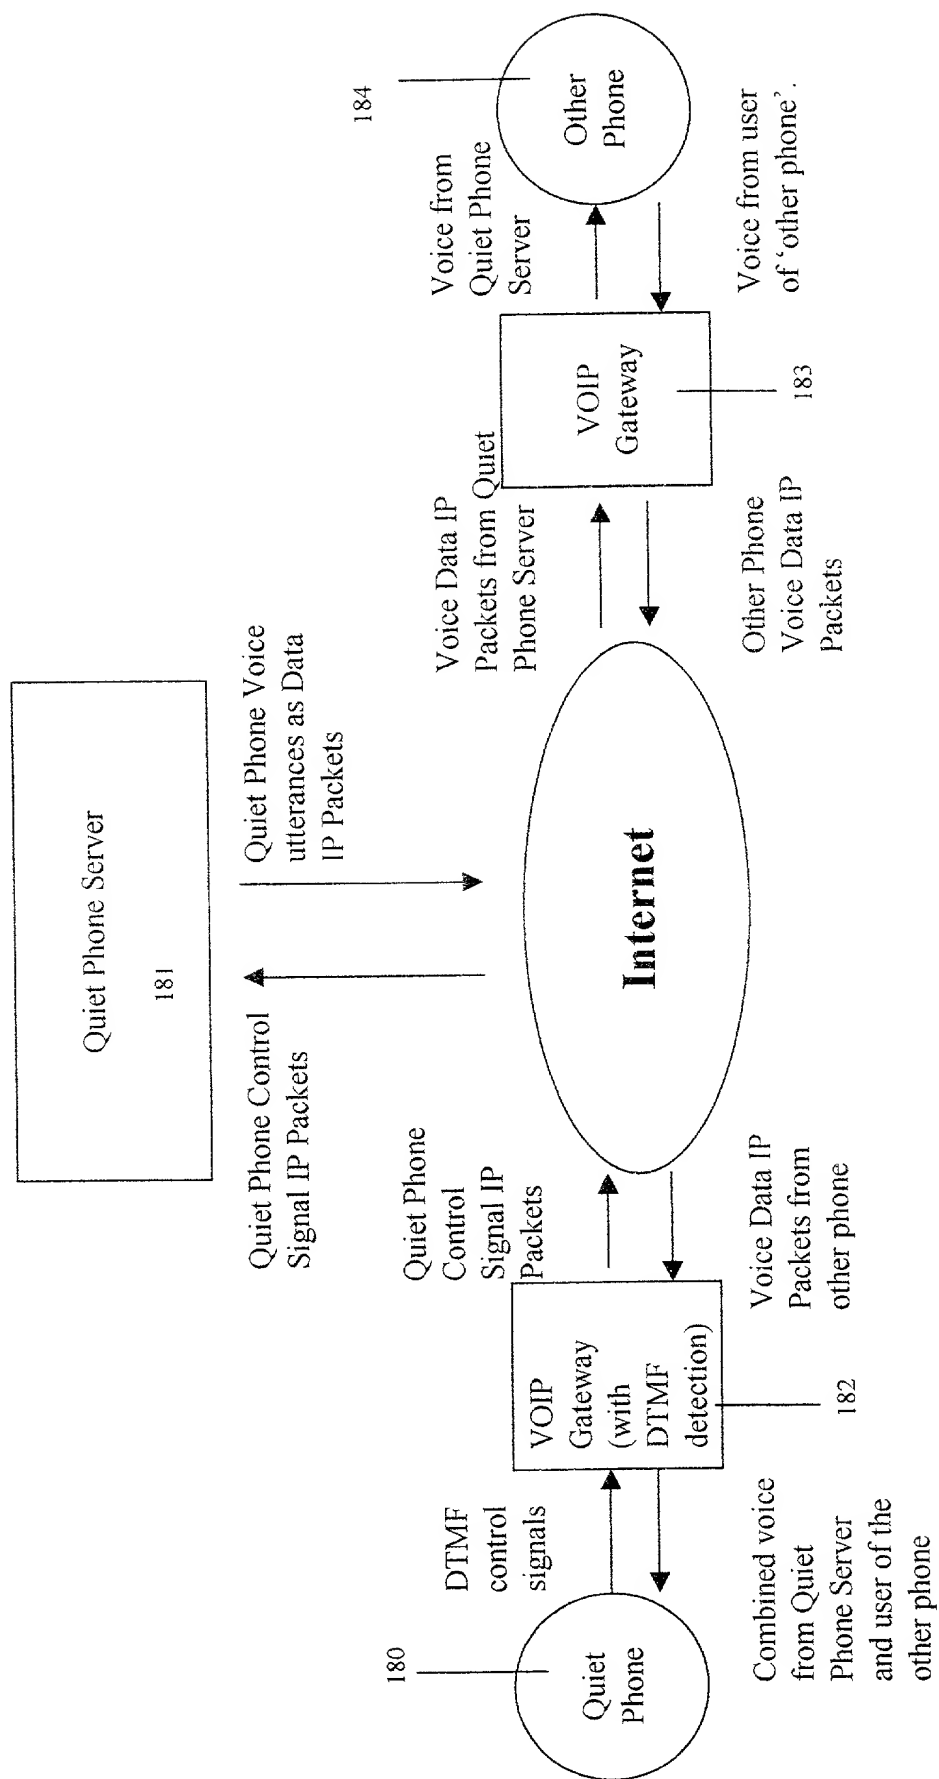 Quiet Phone Server
181
Quiet Phone Control
Signal IP Packets
Quiet Phone Voice
utterances as Data
IP Packets
180
Quiet
Phone
DTMF
control
signals
Combined voice
from Quiet
Phone Server
and user of the
other phone
VOIP
Gateway
(with
DTMF
detection)
182
Quiet Phone
Control
Signal IP
Packets
Voice Data IP
Packets from
other phone
Internet
Voice Data IP
Packets from Quiet
Phone Server
Other Phone
Voice Data IP
Packets
VOIP
Gateway
183
Voice from
Quiet Phone
Server
Voice from user
of ‘other phone’.
184
Other
Phone